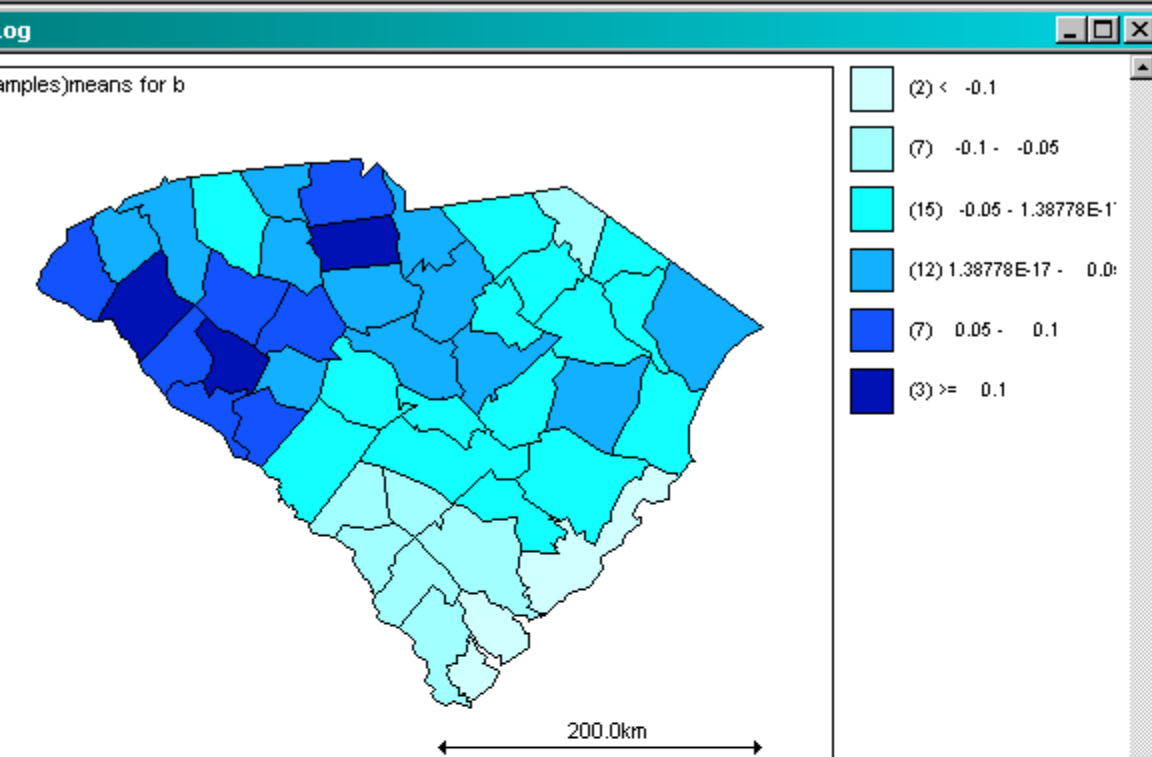 log
amples)means for b
(2) < -0.1
(7) -0.1 - -0.05
(15) -0.05 - 1.38778E-1
(12) 1.38778E-17 - 0.0
(7) 0.05 - 0.1
(3) >= 0.1
200.0km